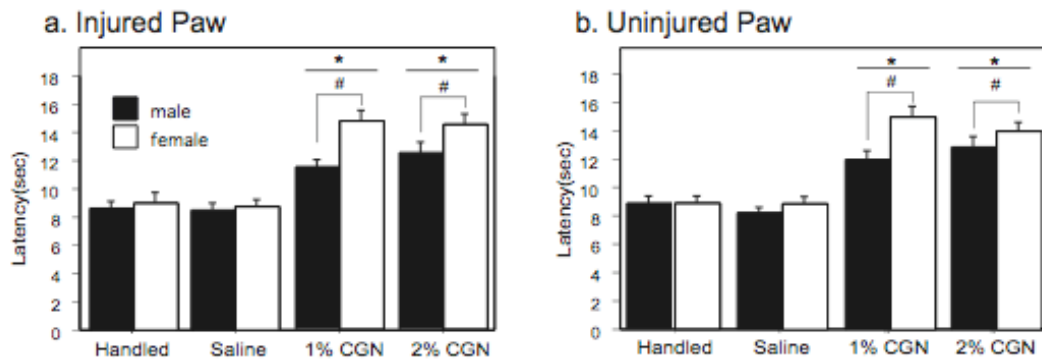 a. Injured Paw
b. Uninjured Paw
Latency(sec)
18
16
14
12
10
8
6
4
2
0
male
female
*
*
#
#
Handled
Saline
1% CGN
2% CGN
Latency(sec)
18
16
14
12
10
8
6
4
2
0
*
*
#
#
Handled
Saline
1% CGN
2% CGN